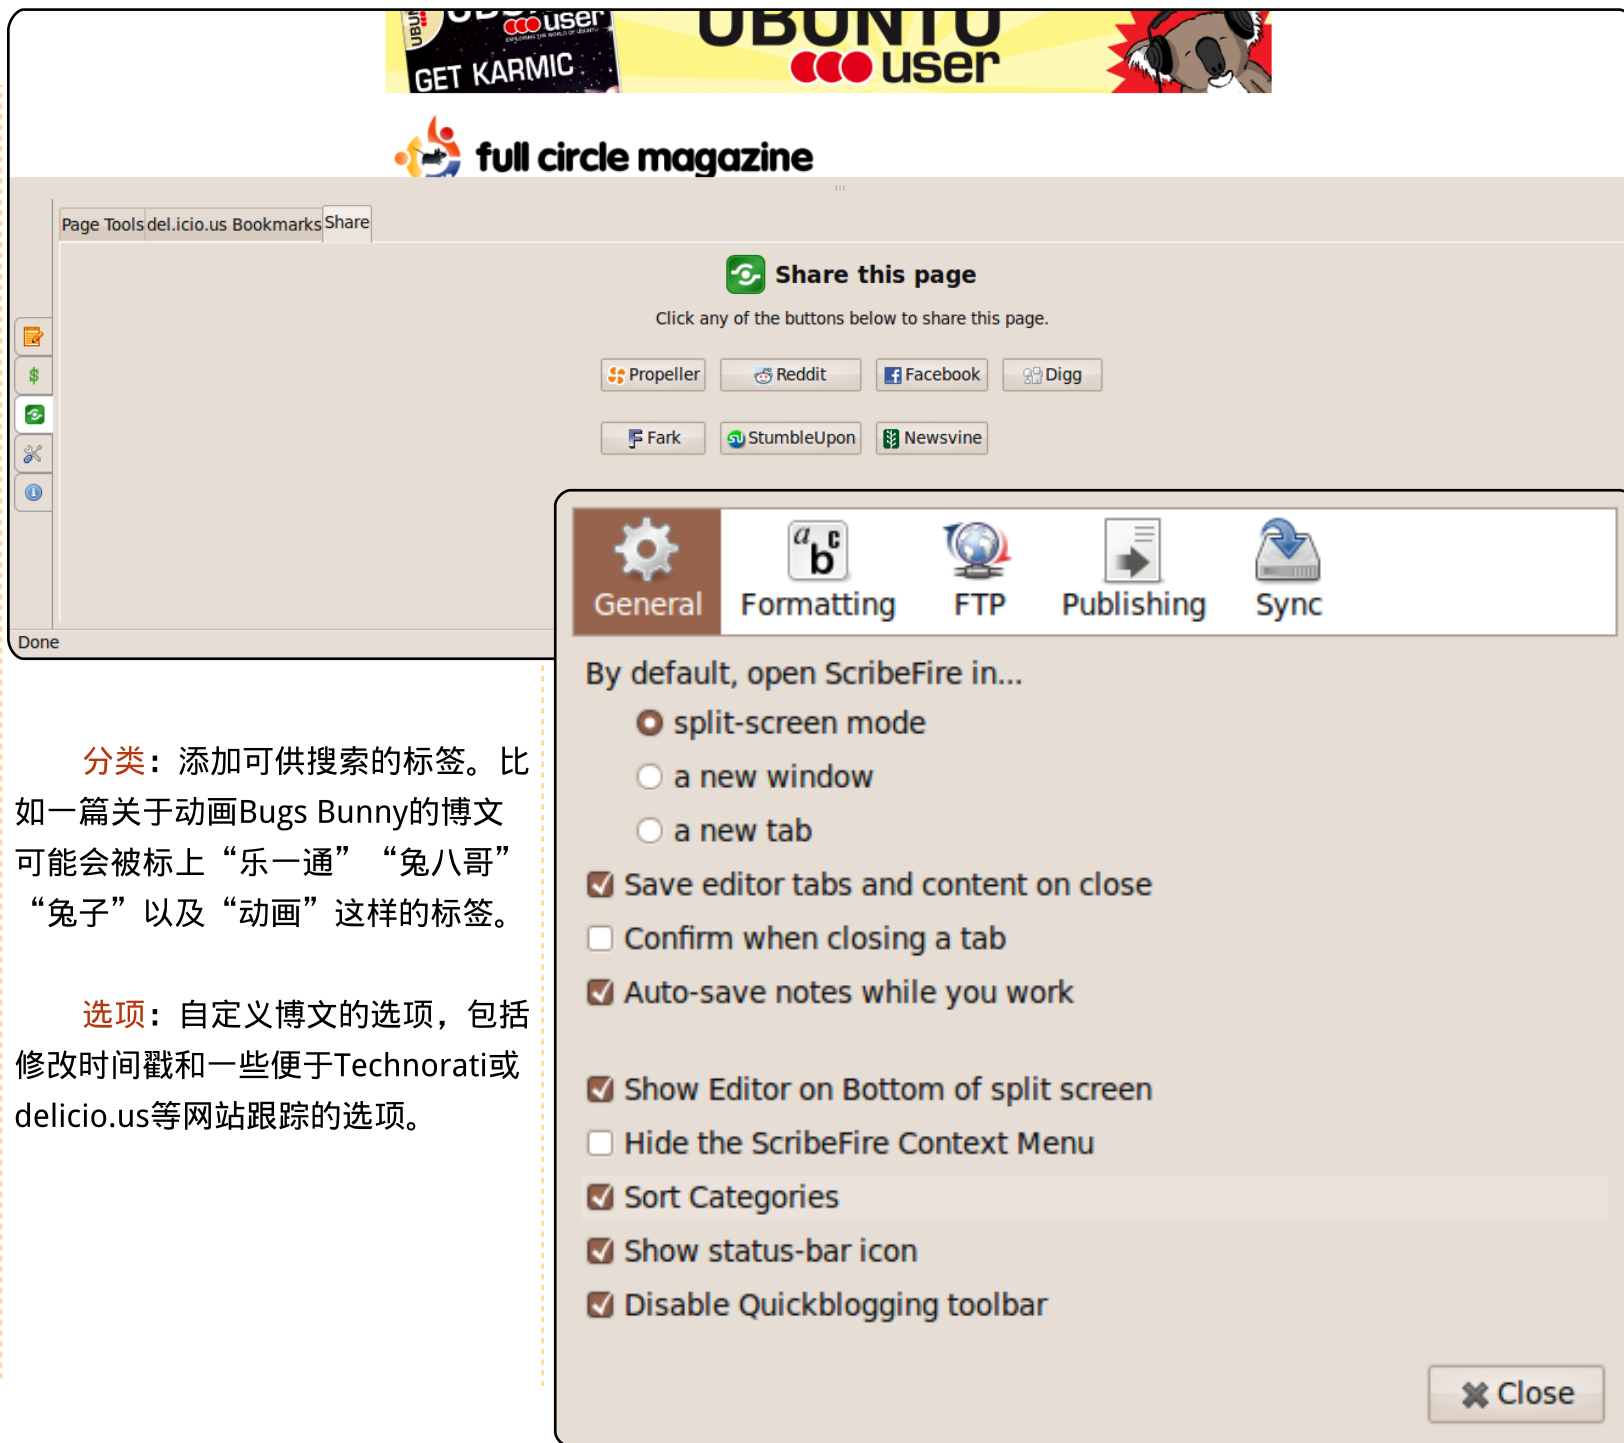 UBUNTU
user
EXPLORING THE WORLD OF UBUNTU
GET KARMIC
UBUNTU
user
full circle magazine
Page Tools del.icio.us Bookmarks Share
Share this page
Click any of the buttons below to share this page.
Propeller Reddit Facebook Digg
Fark StumbleUpon Newsvine
Done
General Formatting FTP Publishing Sync
By default, open ScribeFire in...
split-screen mode
a new window
a new tab
Save editor tabs and content on close
Confirm when closing a tab
Auto-save notes while you work
Show Editor on Bottom of split screen
Hide the ScribeFire Context Menu
Sort Categories
Show status-bar icon
Disable Quickblogging toolbar
Close
分类：添加可供搜索的标签。比
如一篇关于动画Bugs Bunny的博文
可能会被标上“乐一通”“兔八哥”
“兔子”以及“动画”这样的标签。
选项：自定义博文的选项，包括
修改时间戳和一些便于Technorati或
delicio.us等网站跟踪的选项。